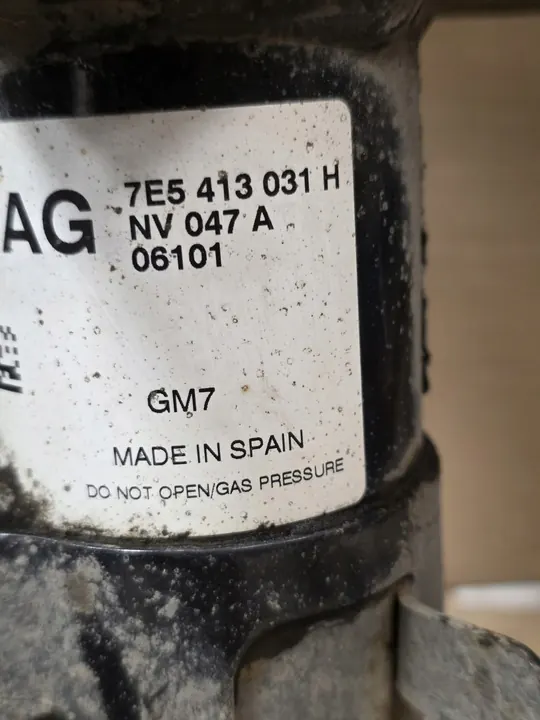 AG
7E5 413 031 H
NV 047 A
06101
GM7
MADE IN SPAIN
DO NOT OPEN/GAS PRESSURE